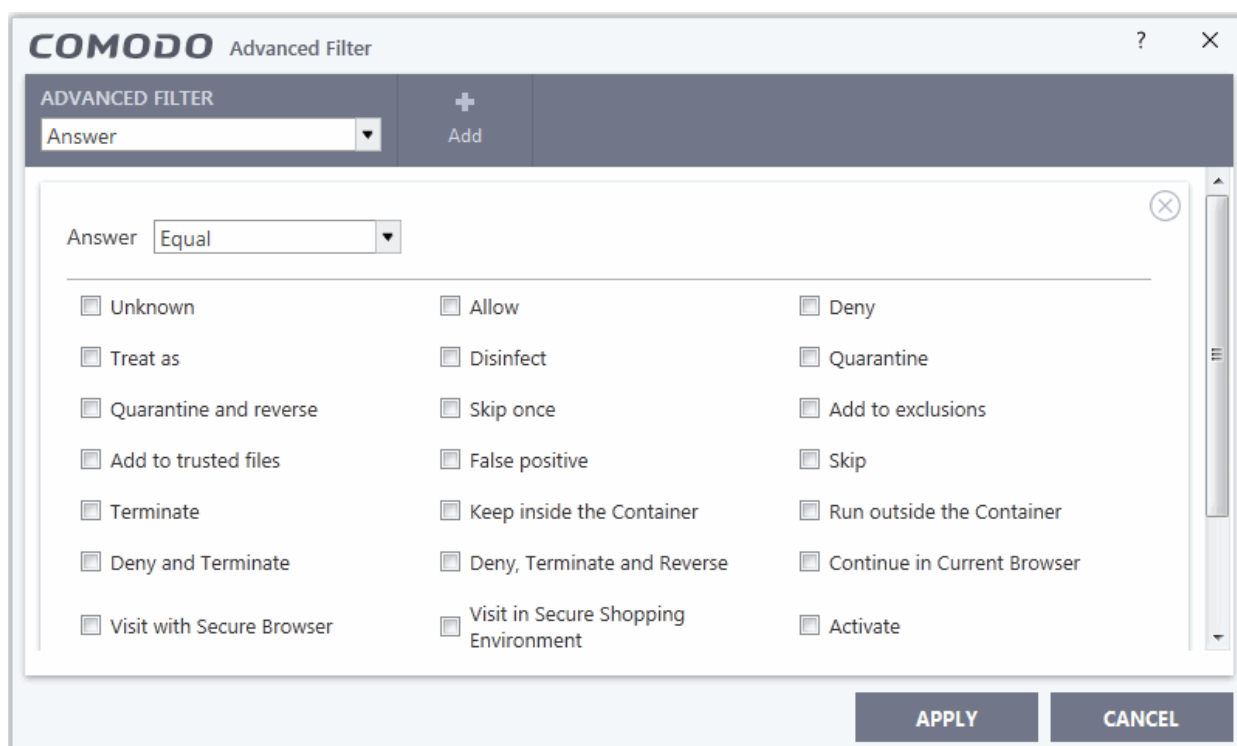 COMODO Advanced Filter ? ×
ADVANCED FILTER
Answer
Add
Answer Equal
Unknown Allow Deny
Treat as Disinfect Quarantine
Quarantine and reverse Skip once Add to exclusions
Add to trusted files False positive Skip
Terminate Keep inside the Container Run outside the Container
Deny and Terminate Deny, Terminate and Reverse Continue in Current Browser
Visit with Secure Browser Visit in Secure Shopping Environment Activate
APPLY CANCEL